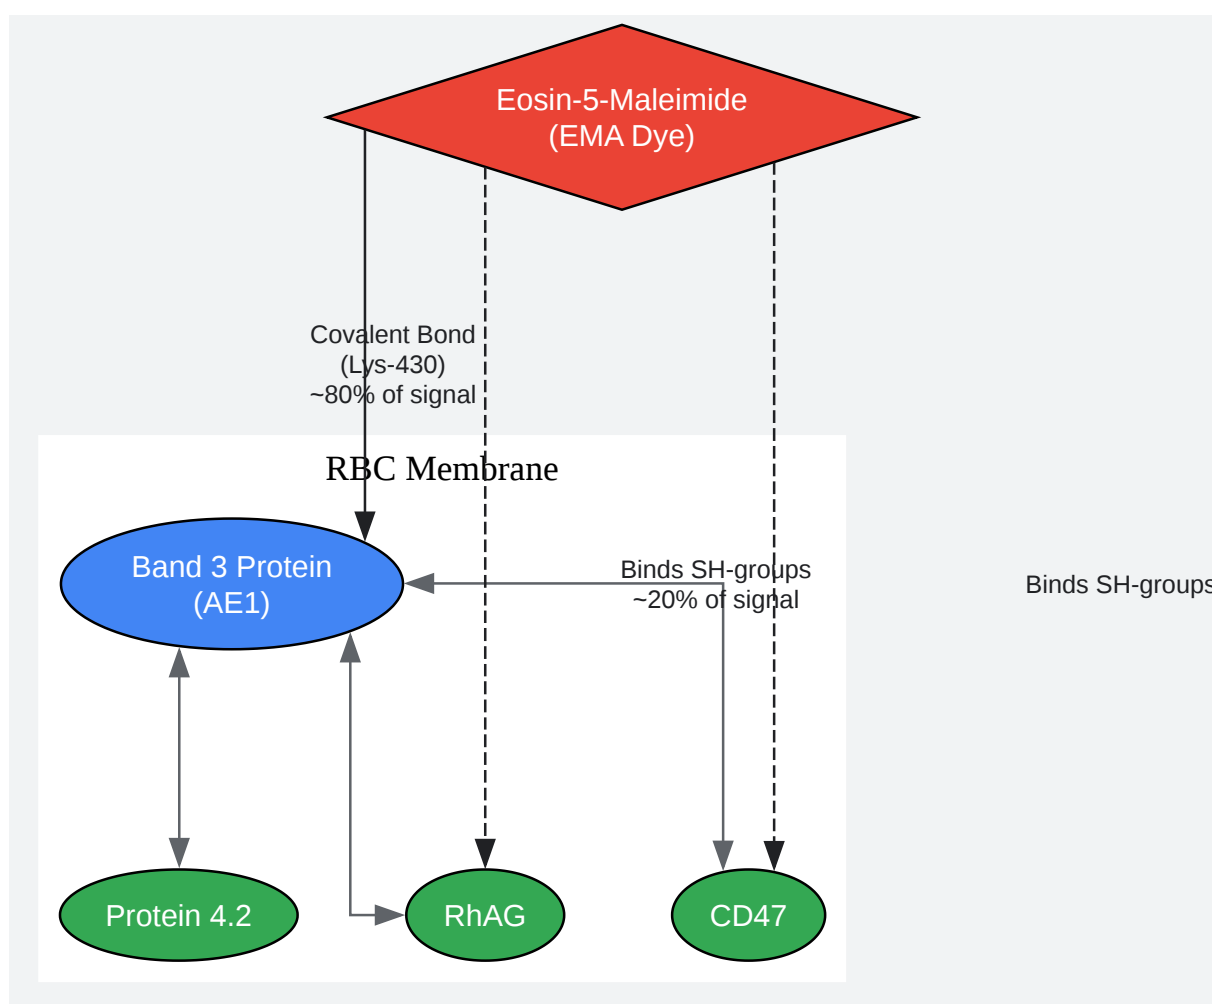 Eosin-5-Maleimide
(EMA Dye)
Covalent Bond
(Lys-430)
~80% of signal
RBC Membrane
Band 3 Protein
(AE1)
Binds SH-groups
~20% of signal
Binds SH-groups
Protein 4.2
RhAG
CD47